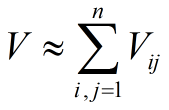 V ≈ ∑_{i,j=1}^{n} V_{ij}